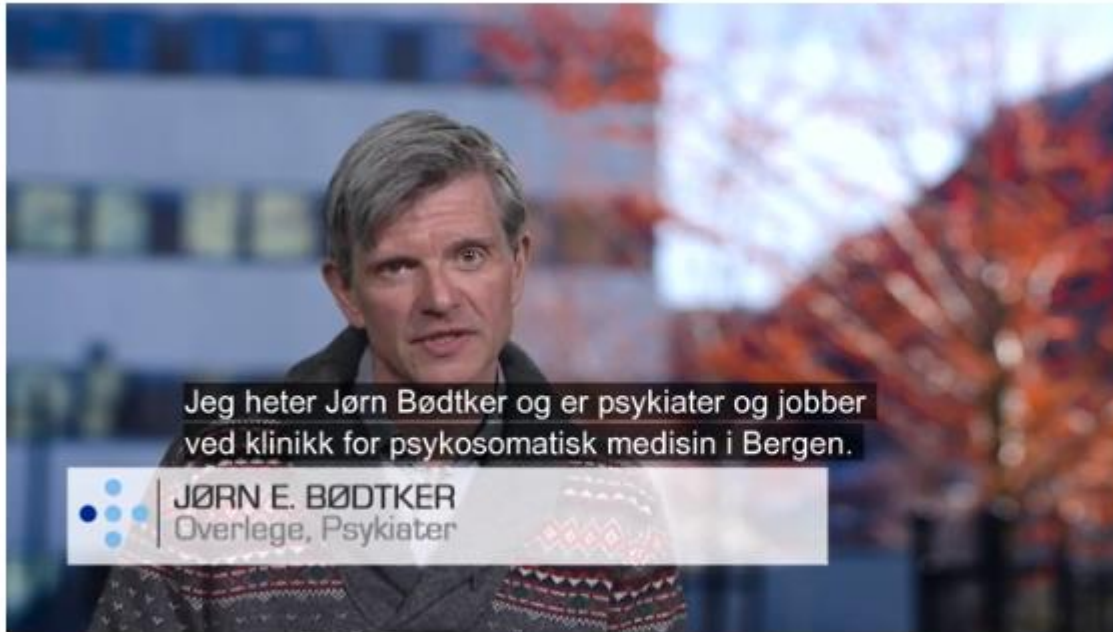 Jeg heter Jørn Bødtker og er psykiater og jobber
ved klinikk for psykosomatisk medisin i Bergen.
JØRN E. BØDTKER
Overlege, Psykiater